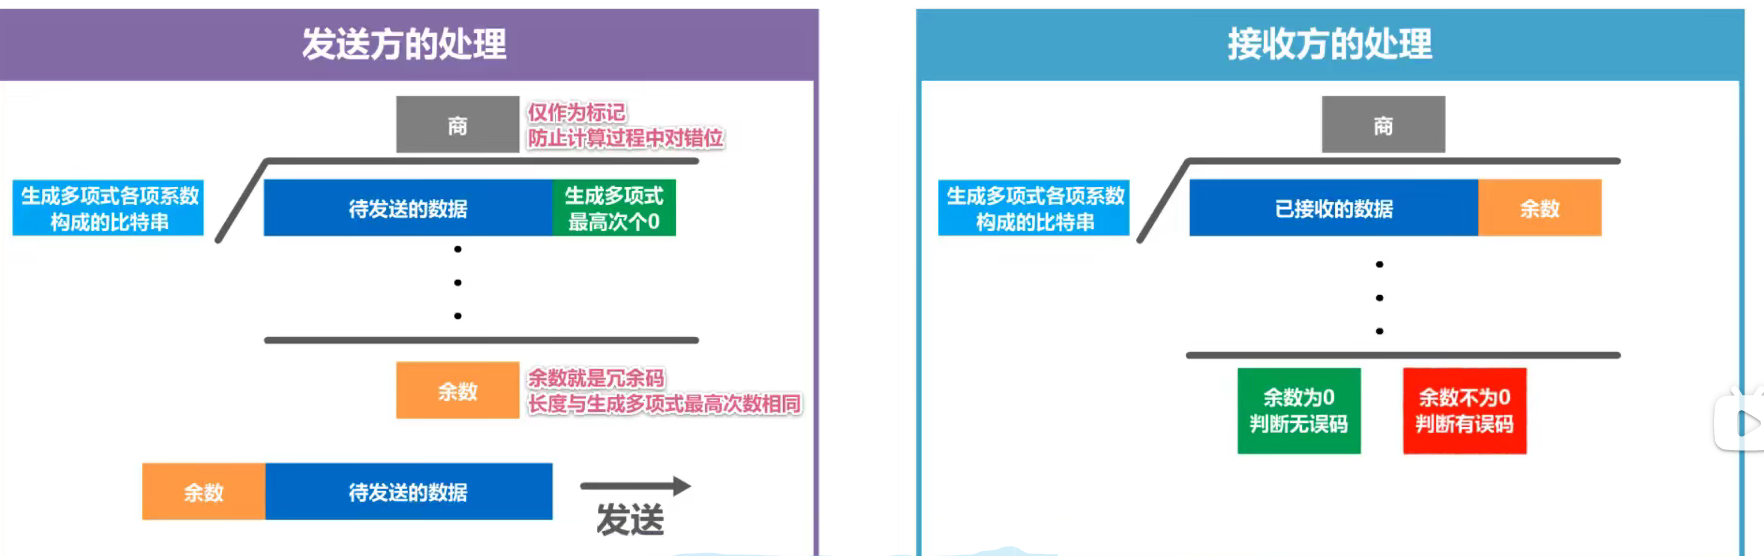 发送方的处理
商
仅作为标记
防止计算过程中对错位
生成多项式各项系数
构成的比特串
待发送的数据
生成多项式
最高次个0
余数
余数就是冗余码
长度与生成多项式最高次数相同
余数
待发送的数据
发送
接收方的处理
商
生成多项式各项系数
构成的比特串
已接收的数据
余数
余数为0
判断无误码
余数不为0
判断有误码